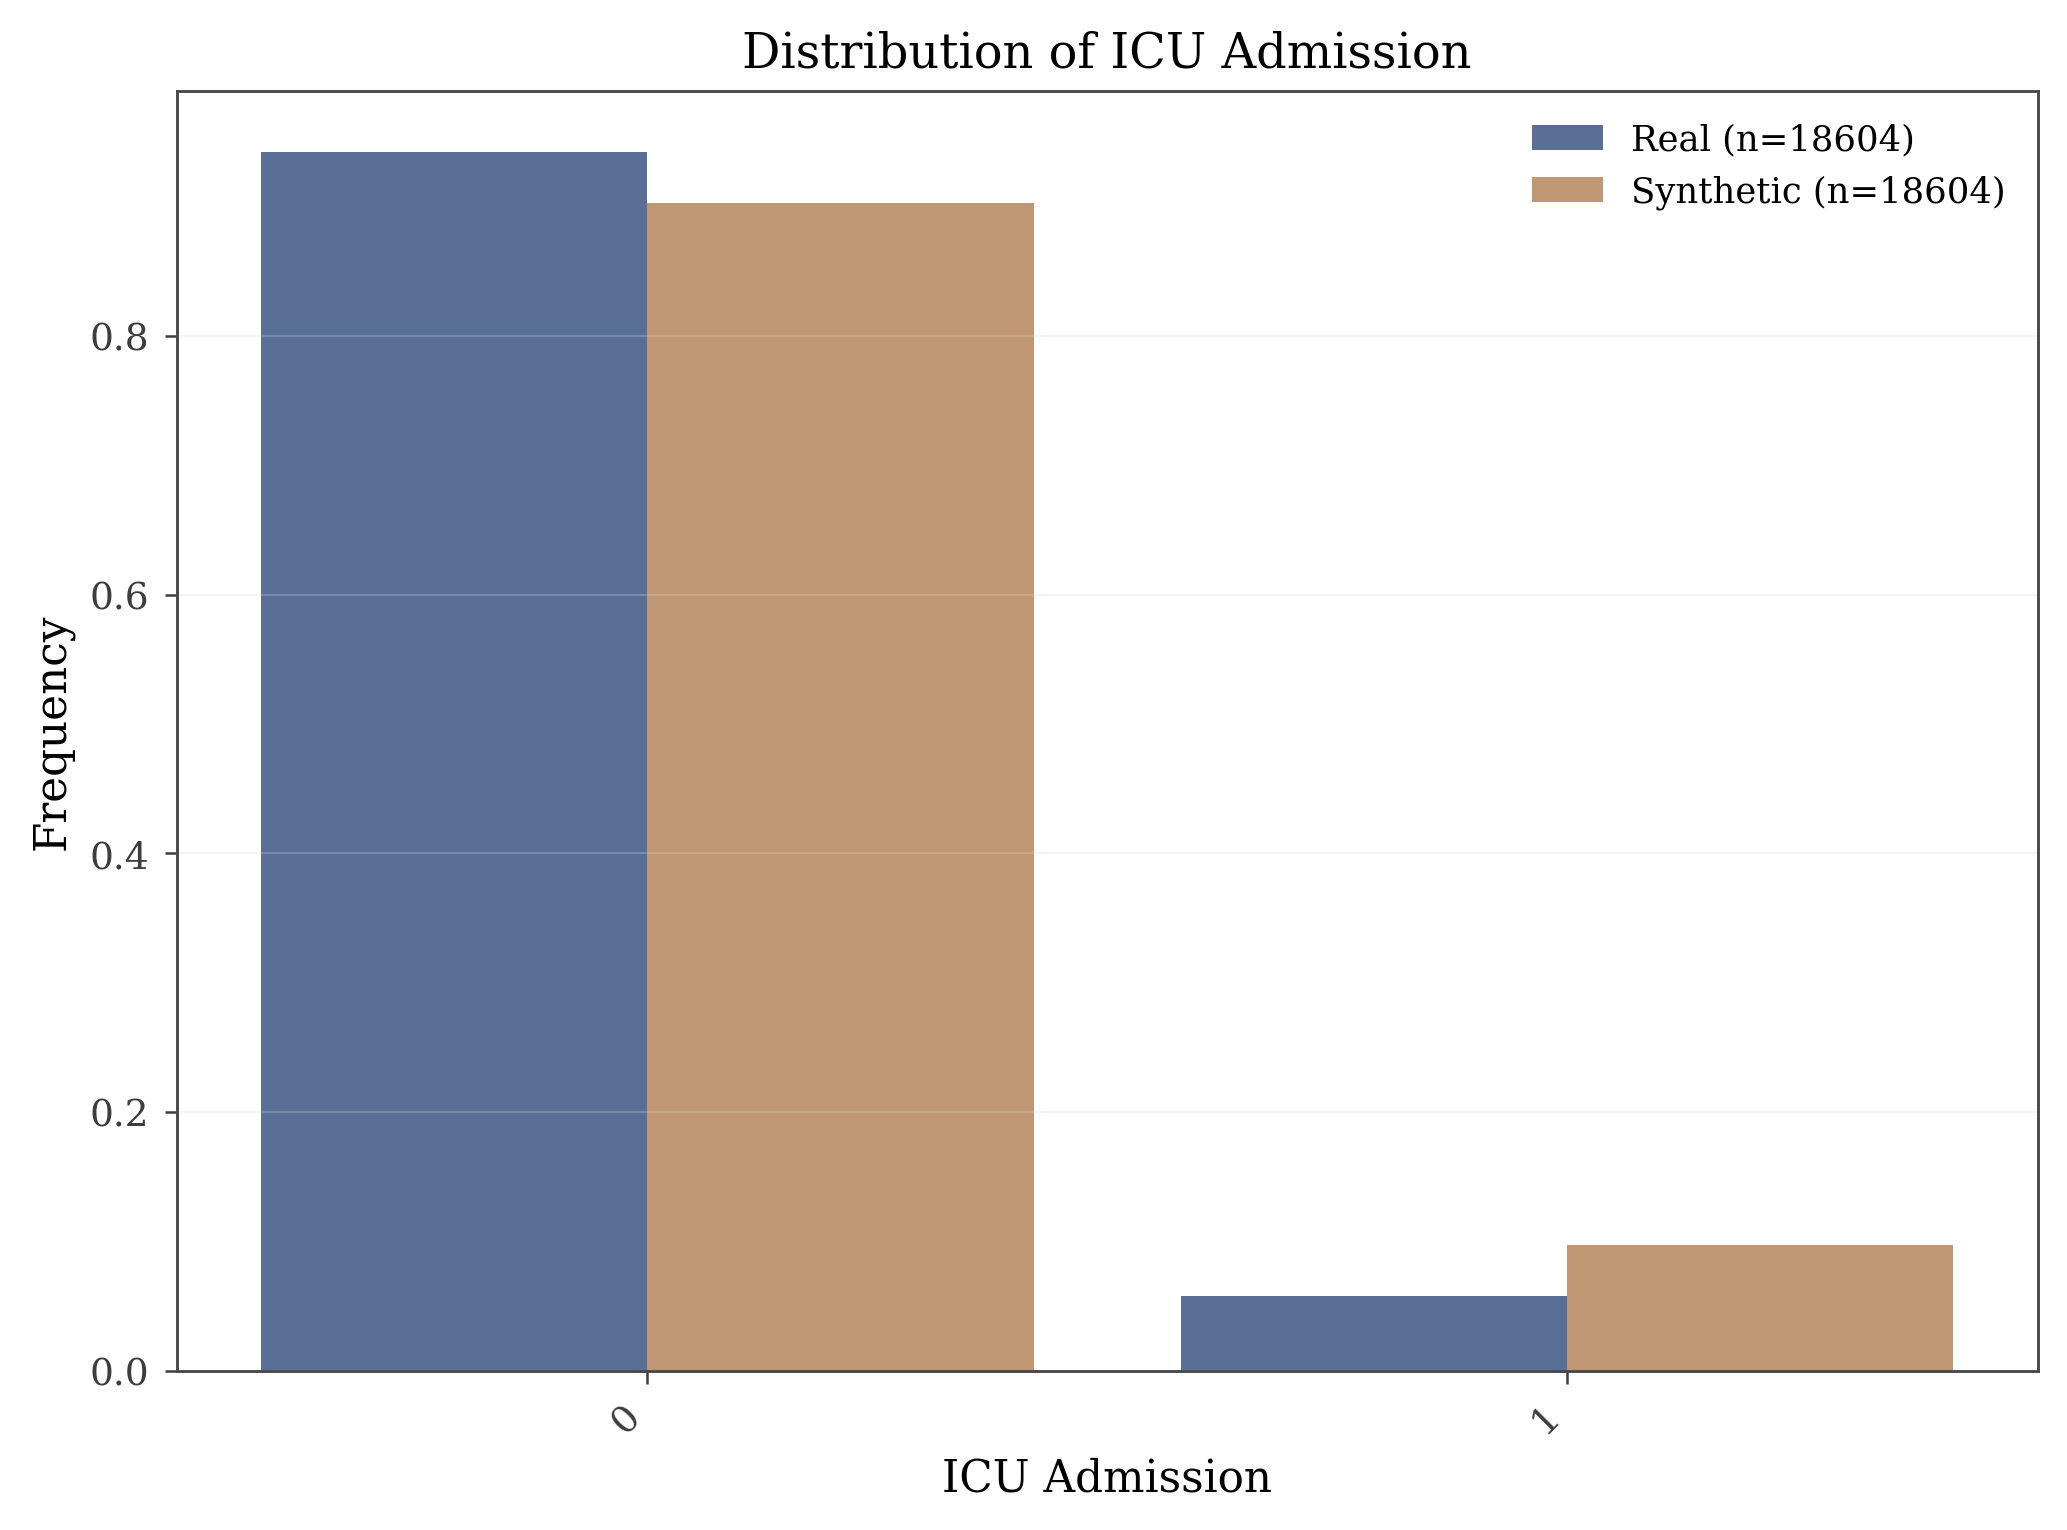 Distribution of ICU Admission
Real (n=18604)
Synthetic (n=18604)
Frequency
0.8
0.6
0.4
0.2
0.0
0
1
ICU Admission